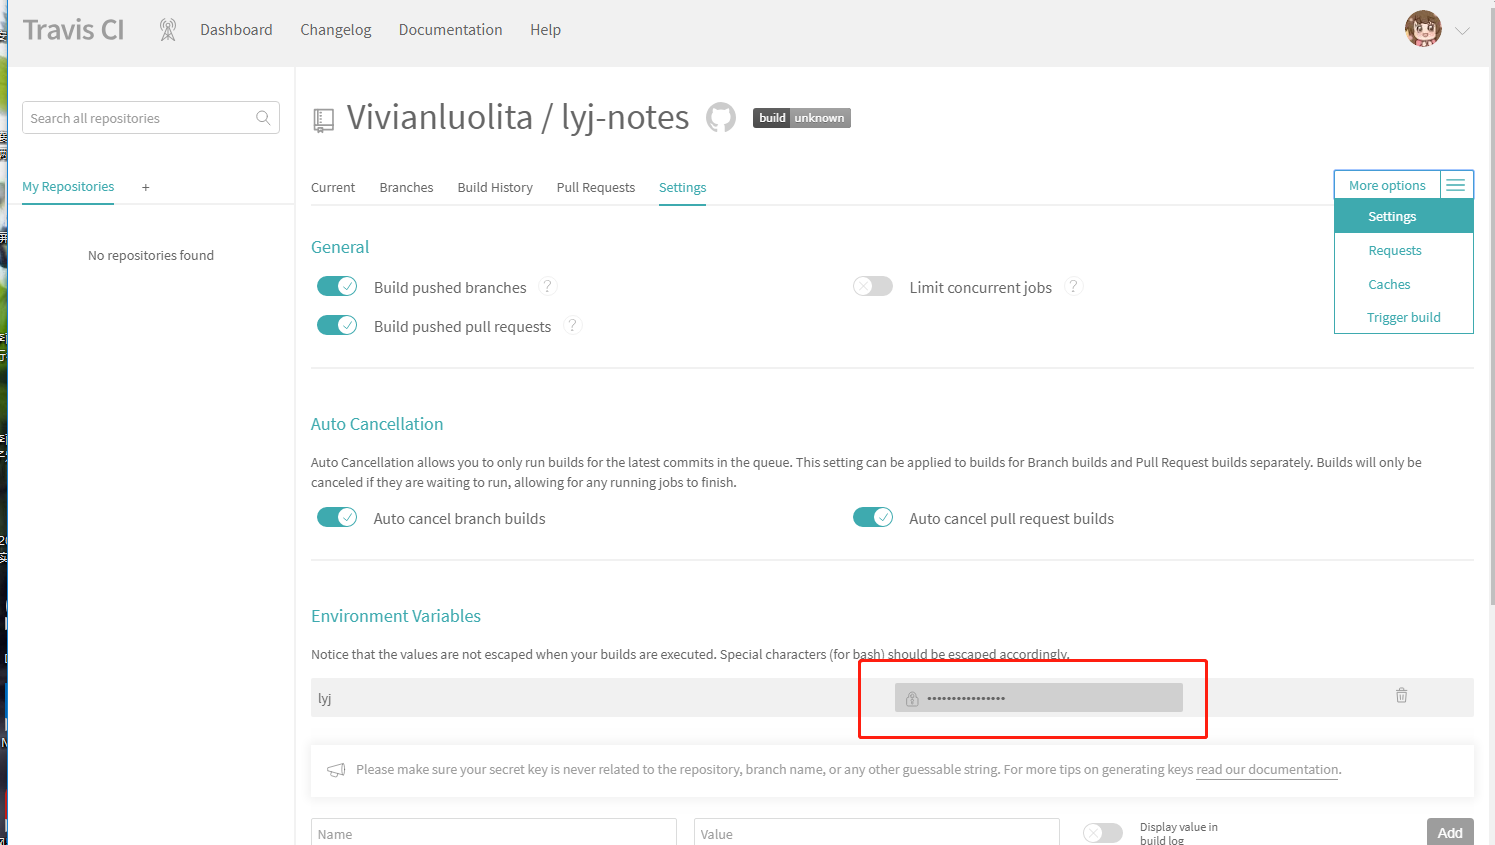 Travis CI
Dashboard
Changelog
Documentation
Help
Search all repositories
My Repositories +
No repositories found
Vivianluolita / lyj-notes
build unknown
Current
Branches
Build History
Pull Requests
Settings
More options
Settings
Requests
Caches
Trigger build
General
Build pushed branches ?
Limit concurrent jobs ?
Build pushed pull requests ?
Auto Cancellation
Auto Cancellation allows you to only run builds for the latest commits in the queue. This setting can be applied to builds for Branch builds and Pull Request builds separately. Builds will only be
canceled if they are waiting to run, allowing for any running jobs to finish.
Auto cancel branch builds
Auto cancel pull request builds
Environment Variables
Notice that the values are not escaped when your builds are executed. Special characters (for bash) should be escaped accordingly.
lyj
••••••••••••••••
Please make sure your secret key is never related to the repository, branch name, or any other guessable string. For more tips on generating keys read our documentation.
Name
Value
Display value in
build log
Add